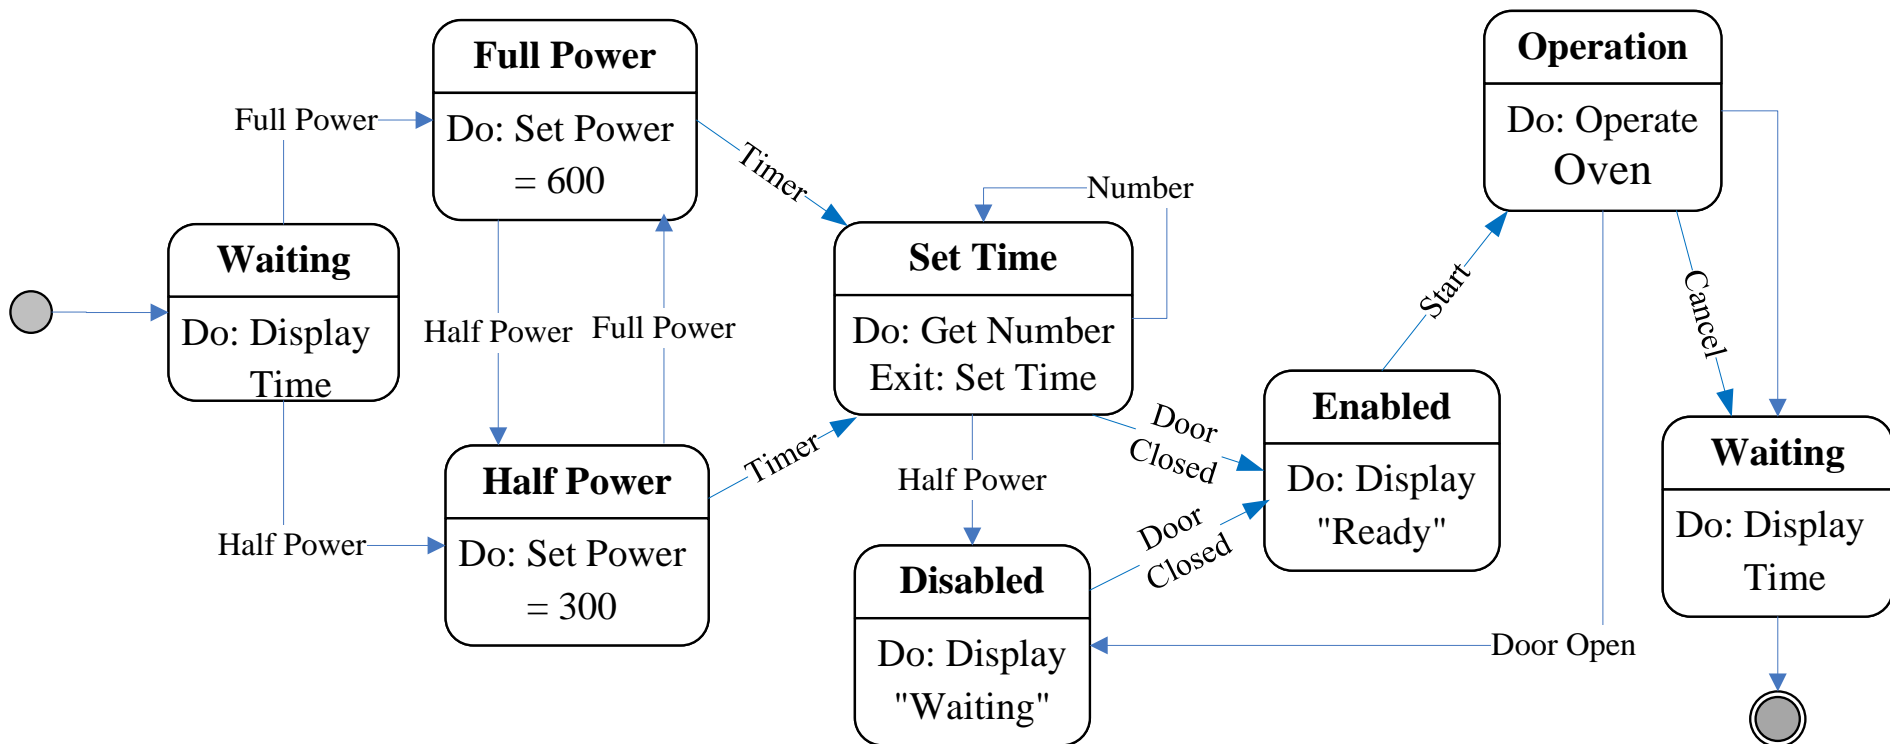 Full Power
Do: Set Power
= 600
Operation
Do: Operate
Oven
Full Power
Timer
Number
Waiting
Do: Display
Time
Set Time
Do: Get Number
Exit: Set Time
Half Power
Full Power
Start
Cancel
Enabled
Do: Display
"Ready"
Door
Closed
Half Power
Timer
Half Power
Do: Set Power
= 300
Half Power
Door
Closed
Waiting
Do: Display
Time
Disabled
Do: Display
"Waiting"
Door Open